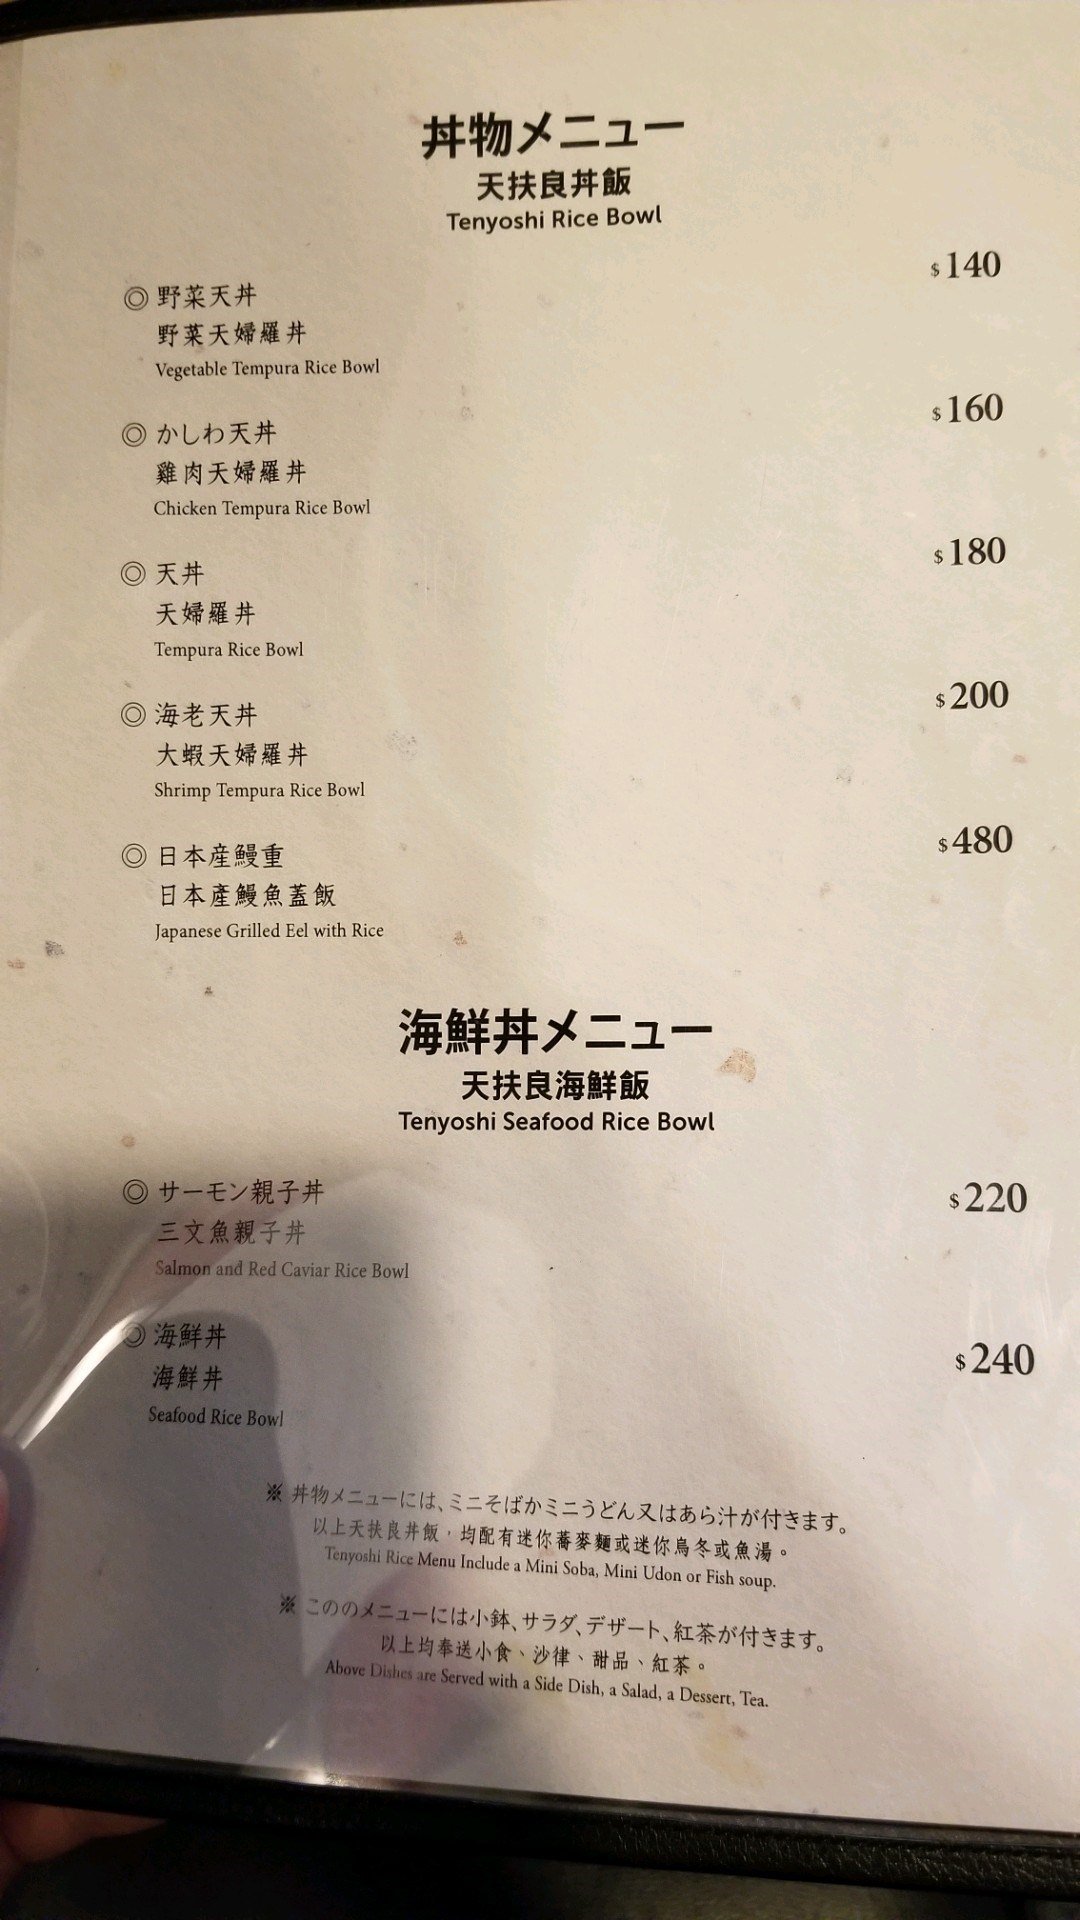 丼物メニュー
天扶良丼飯
Tenyoshi Rice Bowl
◎ 野菜天丼 $140
野菜天婦羅丼
Vegetable Tempura Rice Bowl
◎ かしわ天丼 $160
雞肉天婦羅丼
Chicken Tempura Rice Bowl
◎ 天丼 $180
天婦羅丼
Tempura Rice Bowl
◎ 海老天丼 $200
大蝦天婦羅丼
Shrimp Tempura Rice Bowl
◎ 日本産鰻重 $480
日本產鰻魚蓋飯
Japanese Grilled Eel with Rice
海鮮丼メニュー
天扶良海鮮飯
Tenyoshi Seafood Rice Bowl
◎ サーモン親子丼 $220
三文魚親子丼
Salmon and Red Caviar Rice Bowl
◎ 海鮮丼 $240
海鮮丼
Seafood Rice Bowl
※ 丼物メニューには、ミニそばかミニうどん又はあら汁が付きます。
以上天扶良丼飯，均配有迷你蕎麥麵或迷你烏冬或魚湯。
Tenyoshi Rice Menu Include a Mini Soba, Mini Udon or Fish soup.
※ こののメニューには小鉢、サラダ、デザート、紅茶が付きます。
以上均奉送小食、沙律、甜品、紅茶。
Above Dishes are Served with a Side Dish, a Salad, a Dessert, Tea.